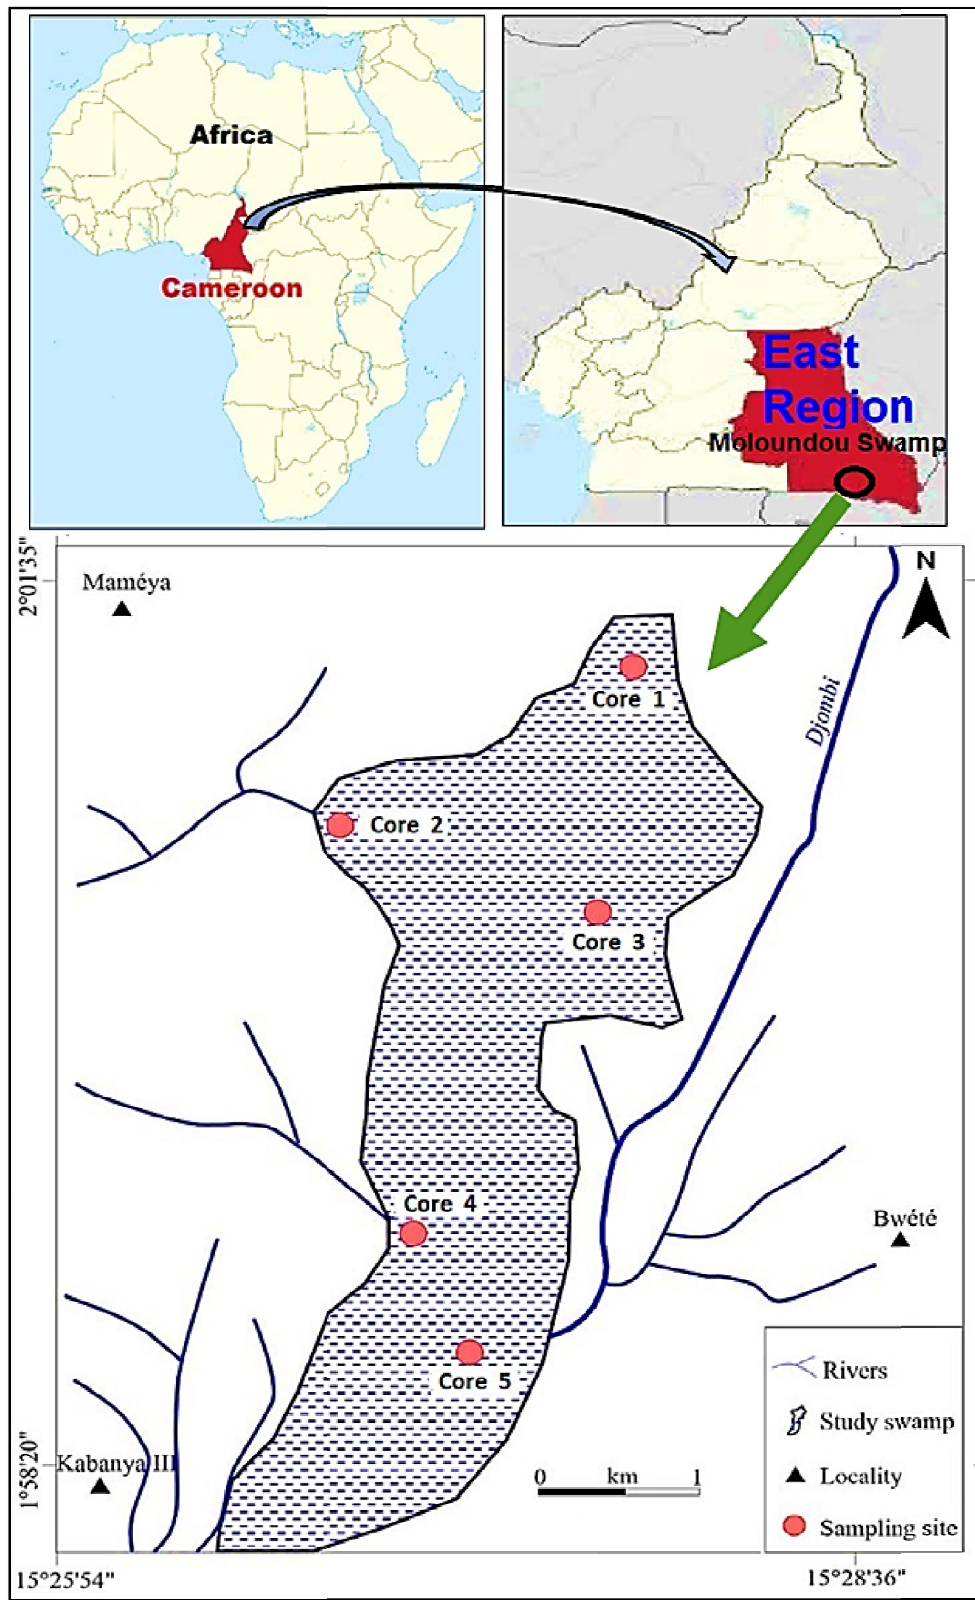 Africa
Cameroon
East
Region
Moloundou Swamp
2°01'35"
Maméya
N
Djombi
Core 1
Core 2
Core 3
Core 4
Bwété
Core 5
Rivers
Study swamp
Locality
Sampling site
Kabanya III
1°58'20"
0 km 1
15°25'54"
15°28'36"